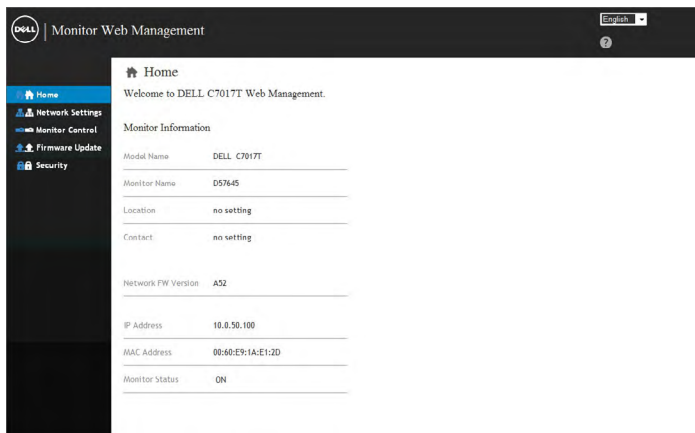 DELL | Monitor Web Management
English
?
Home
Network Settings
Monitor Control
Firmware Update
Security
Home
Welcome to DELL C7017T Web Management.
Monitor Information
Model Name DELL C7017T
Monitor Name D57645
Location no setting
Contact no setting
Network FW Version A52
IP Address 10.0.50.100
MAC Address 00:60:E9:1A:E1:2D
Monitor Status ON